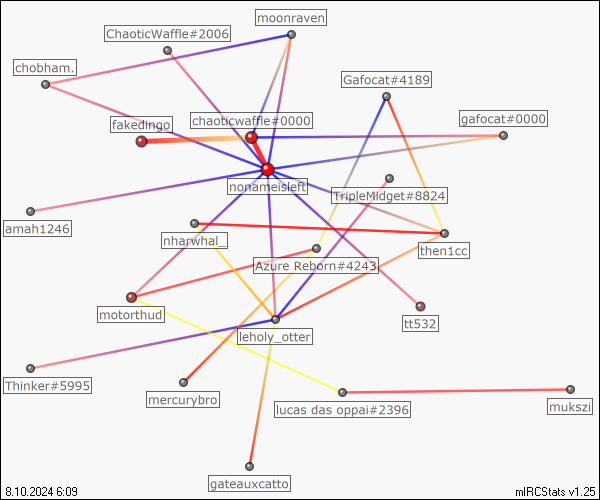 moonraven
ChaoticWaffle#2006
chobham.
Gafocat#4189
chaoticwaffle#0000
gafocat#0000
fakedingo
nonameisleft
TripleMidget#8824
amah1246
nharwhal_
then1cc
Azure Reborn#4243
motorthud
tt532
leholy_otter
Thinker#5995
mercurybro
lucas das oppai#2396
mukszi
gateauxcatto
8.10.2024 6:09
mIRCStats v1.25